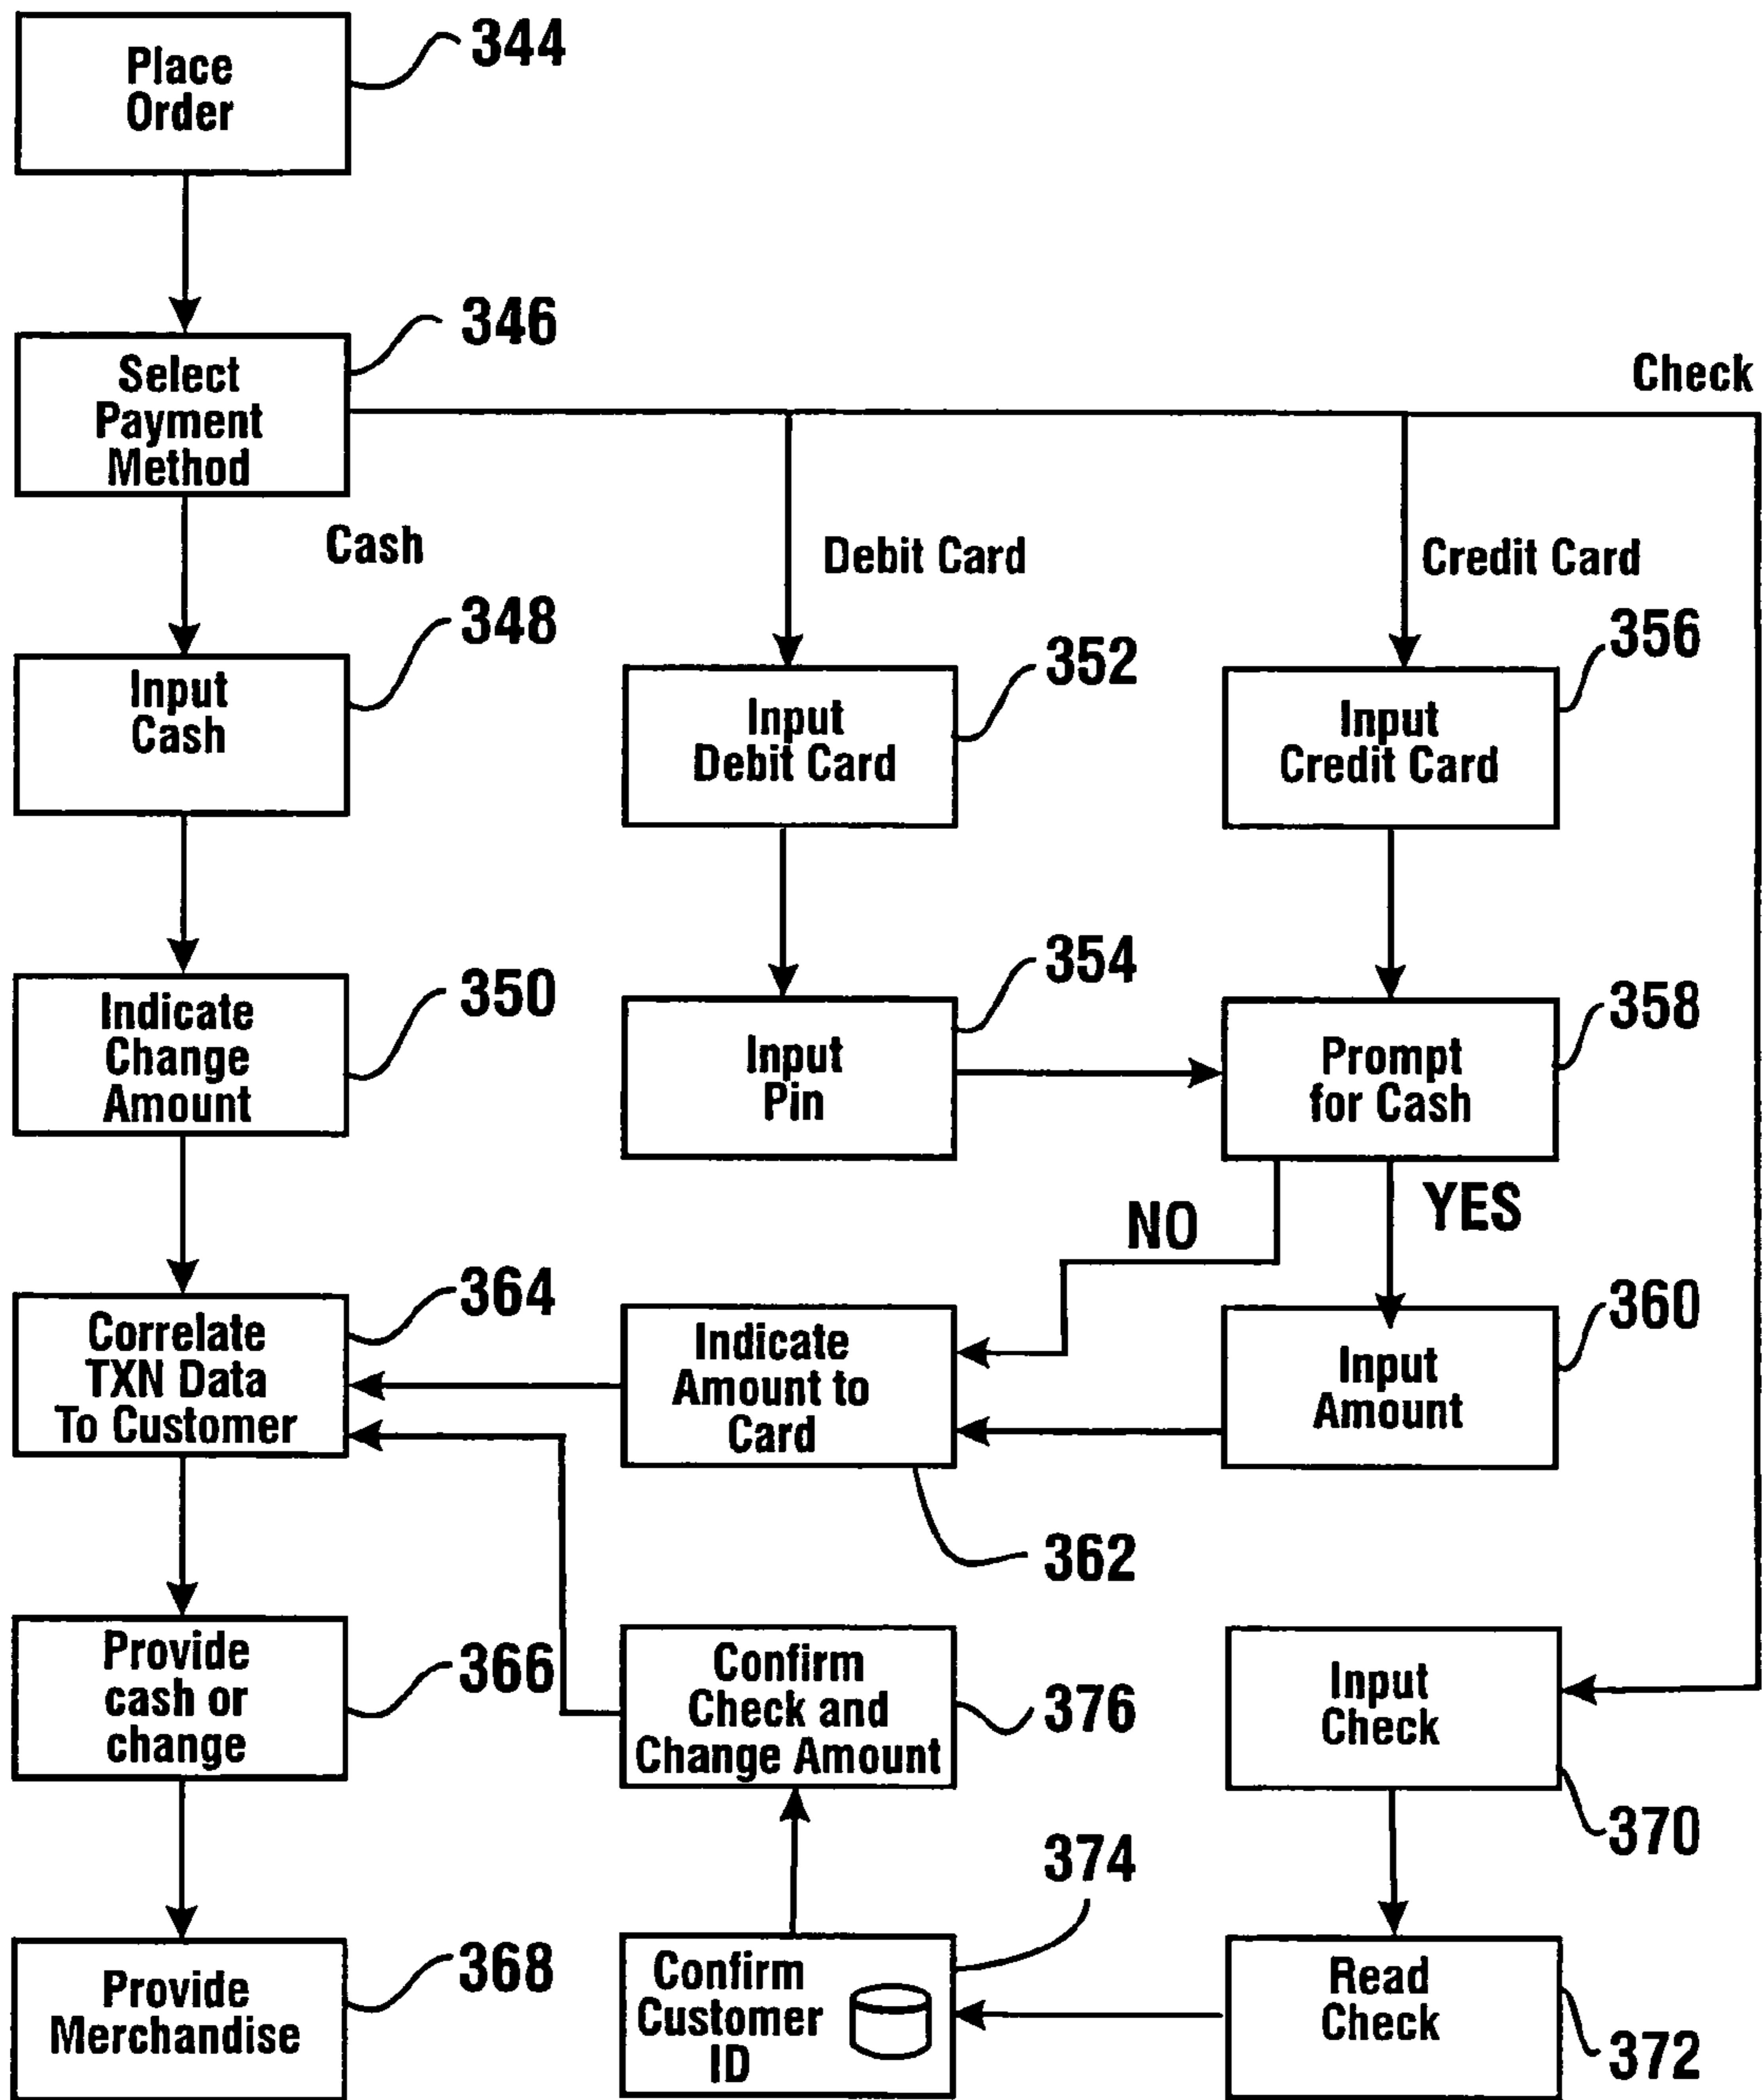 Place
Order
344
Select
Payment
Method
346
Check
Cash
Debit Card
Credit Card
Input
Cash
348
Input
Debit Card
352
Input
Credit Card
356
Indicate
Change
Amount
350
Input
Pin
354
Prompt
for Cash
358
NO
YES
Correlate
TXN Data
To Customer
364
Indicate
Amount to
Card
362
Input
Amount
360
Provide
cash or
change
366
Confirm
Check and
Change Amount
376
Input
Check
370
Provide
Merchandise
368
Confirm
Customer
ID
374
Read
Check
372